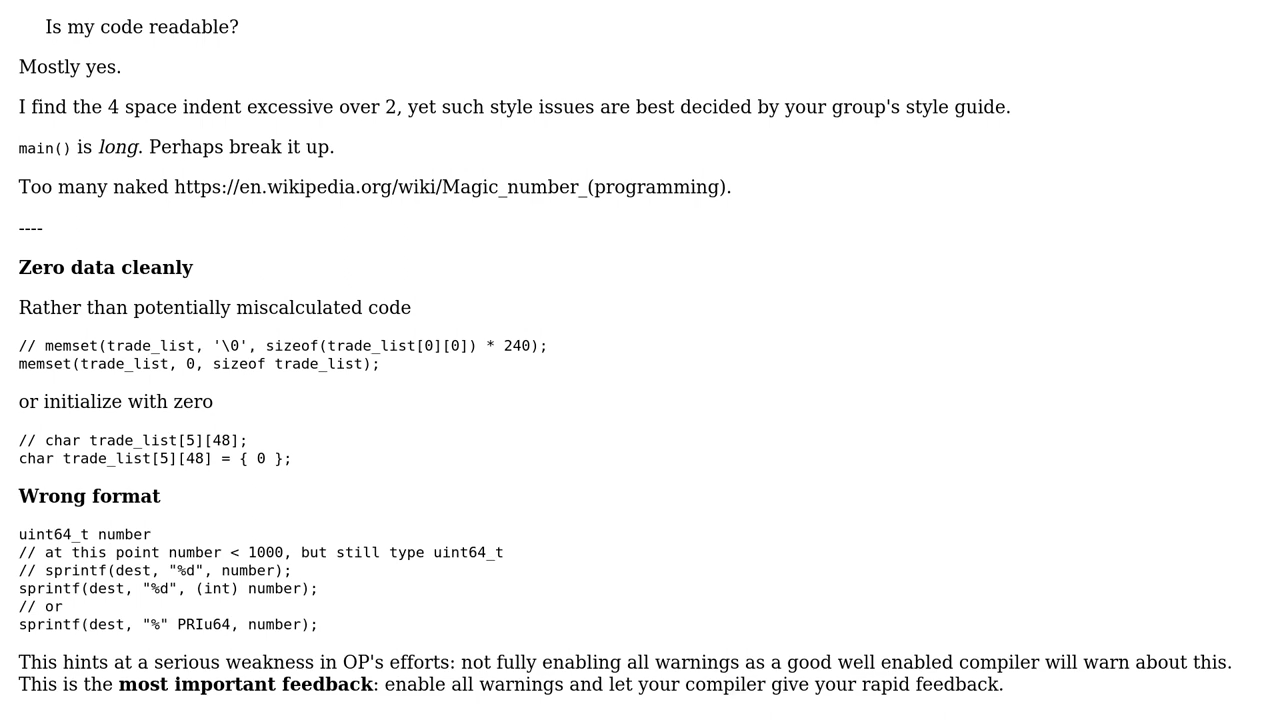 Is my code readable?
Mostly yes.
I find the 4 space indent excessive over 2, yet such style issues are best decided by your group's style guide.
main() is long. Perhaps break it up.
Too many naked https://en.wikipedia.org/wiki/Magic_number_(programming).
----
Zero data cleanly
Rather than potentially miscalculated code
// memset(trade_list, '\0', sizeof(trade_list[0][0]) * 240);
memset(trade_list, 0, sizeof trade_list);
or initialize with zero
// char trade_list[5][48];
char trade_list[5][48] = { 0 };
Wrong format
uint64_t number
// at this point number < 1000, but still type uint64_t
// sprintf(dest, "%d", number);
sprintf(dest, "%d", (int) number);
// or
sprintf(dest, "%" PRIu64, number);
This hints at a serious weakness in OP's efforts: not fully enabling all warnings as a good well enabled compiler will warn about this.
This is the most important feedback: enable all warnings and let your compiler give your rapid feedback.